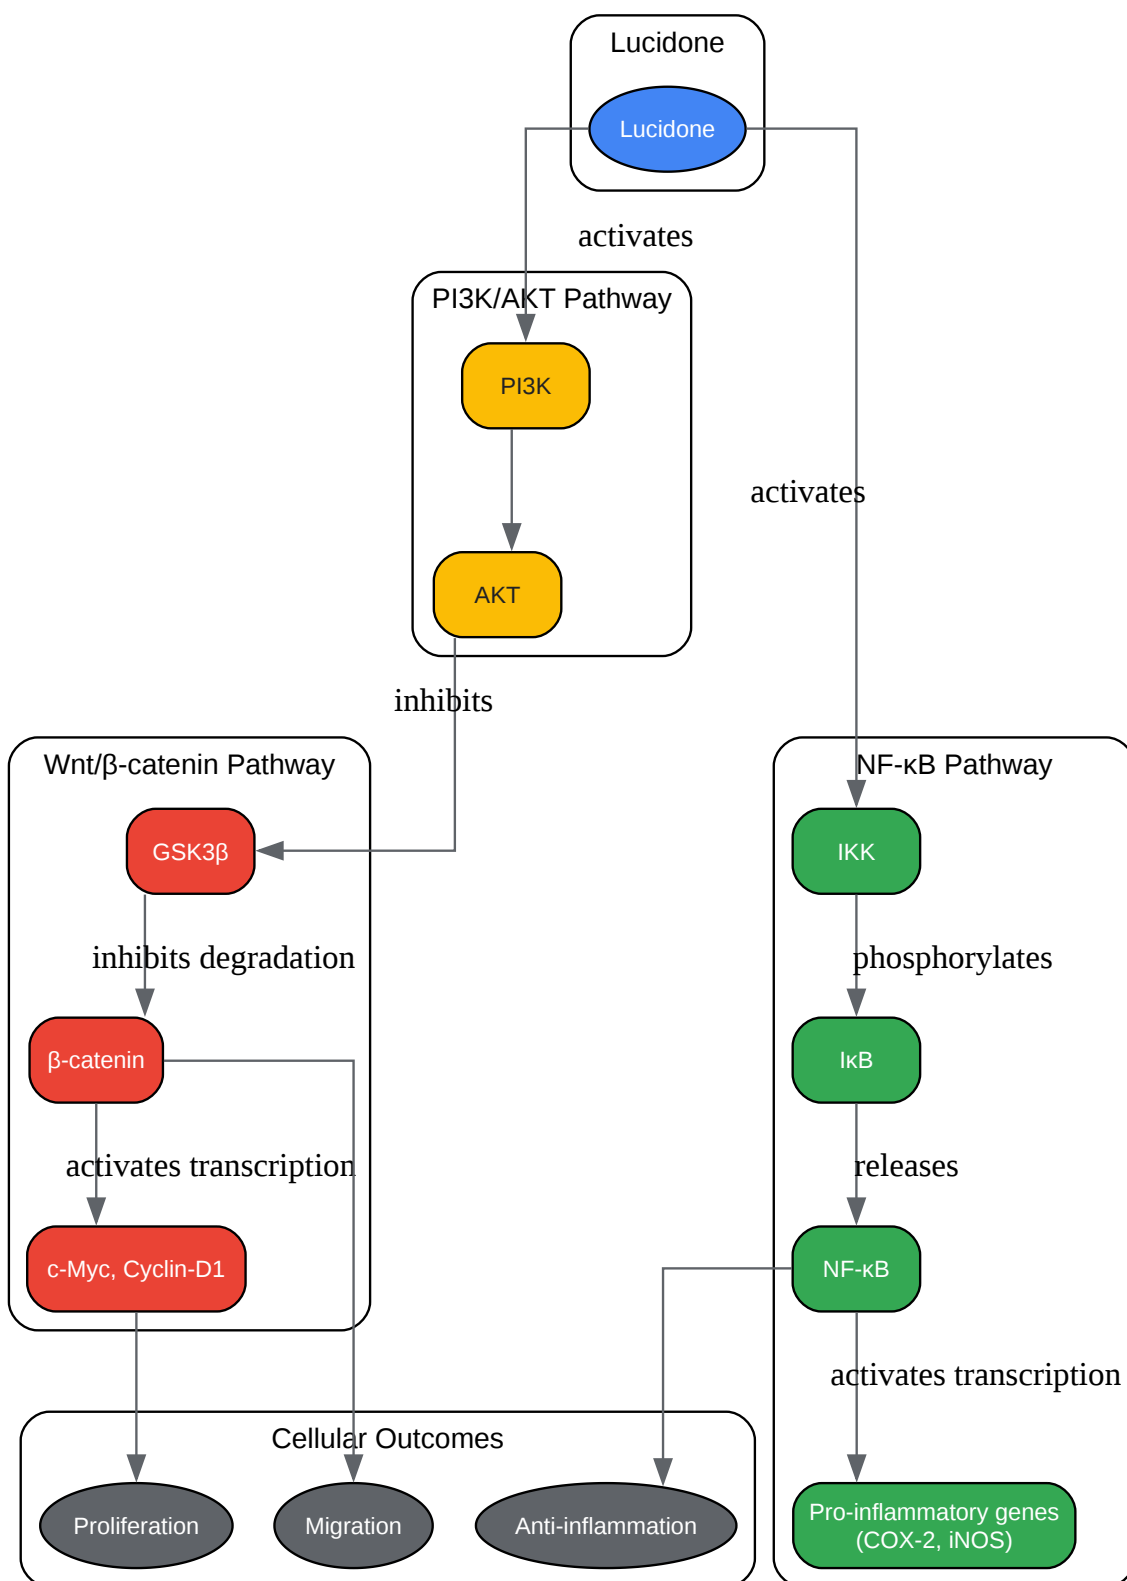 Lucidone
Lucidone
activates
PI3K/AKT Pathway
PI3K
activates
AKT
inhibits
Wnt/β-catenin Pathway
NF-κB Pathway
GSK3β
IKK
inhibits degradation
phosphorylates
β-catenin
IκB
activates transcription
releases
c-Myc, Cyclin-D1
NF-κB
activates transcription
Cellular Outcomes
Proliferation
Migration
Anti-inflammation
Pro-inflammatory genes
(COX-2, iNOS)